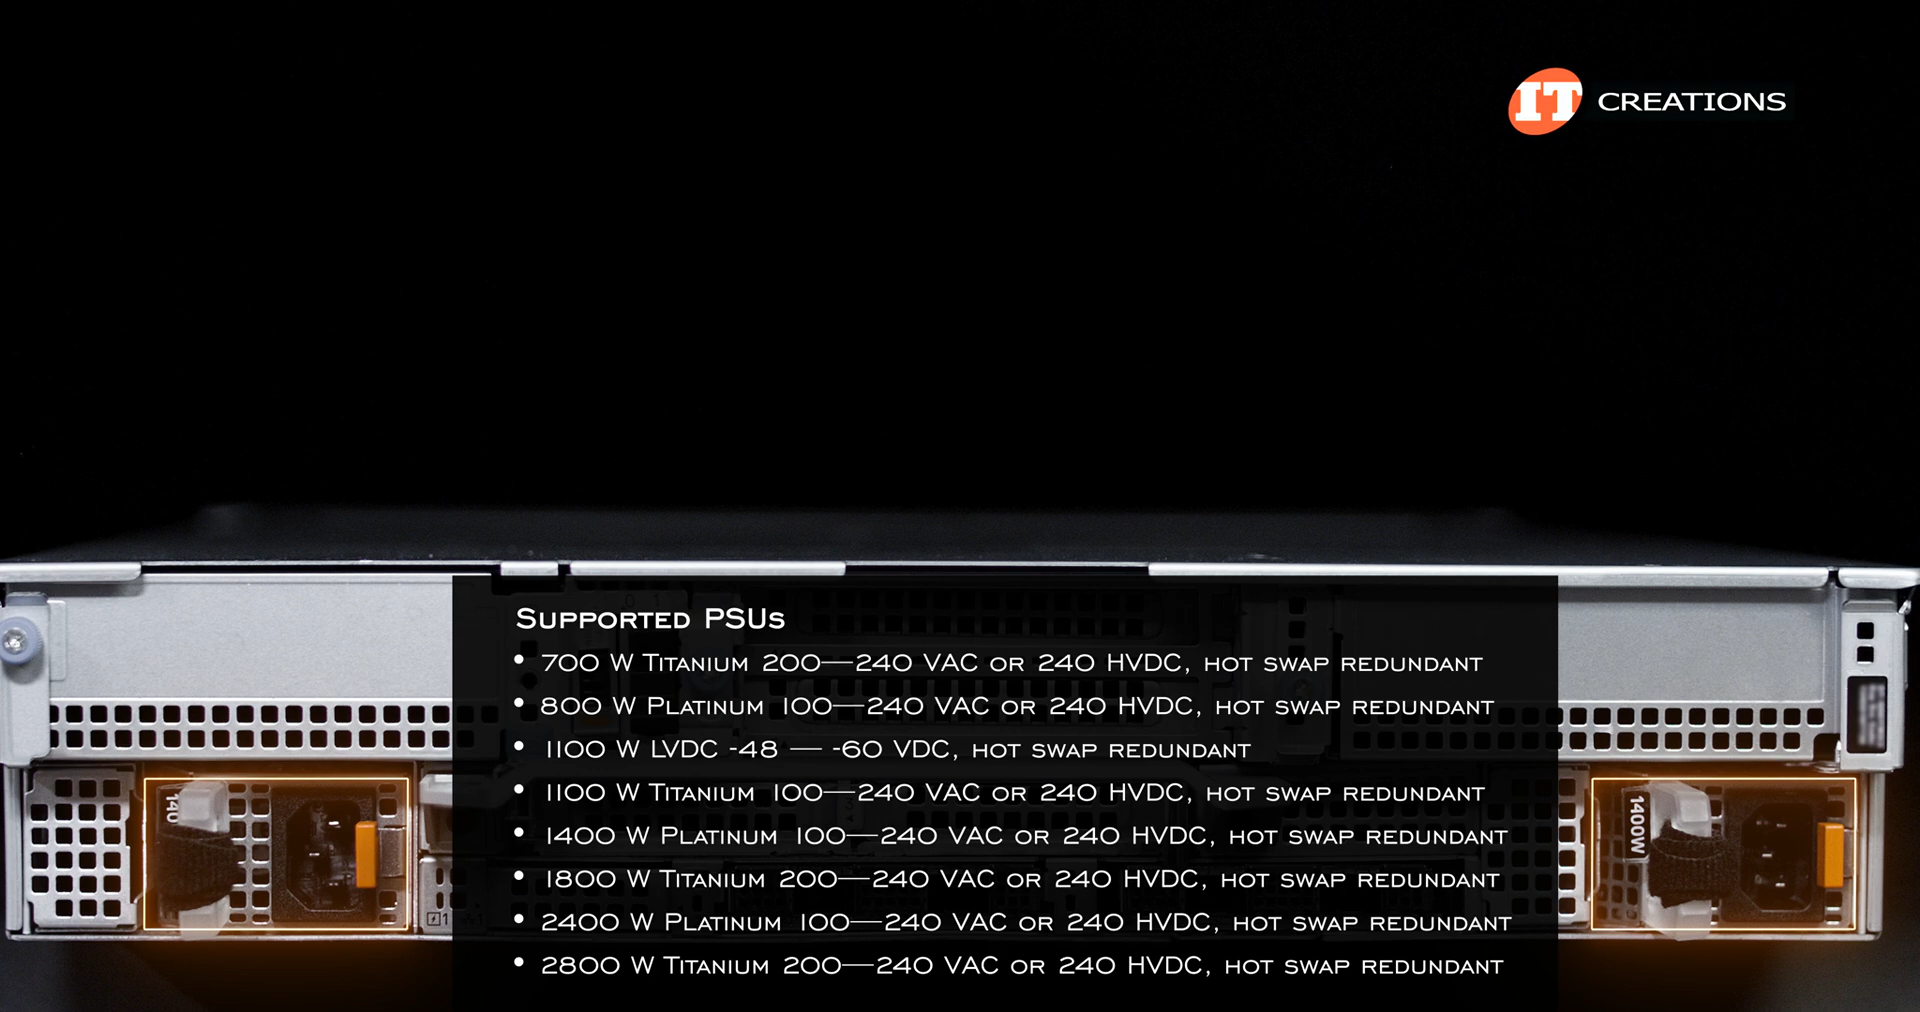 IT CREATIONS
Supported PSUs
• 700 W Titanium 200—240 VAC or 240 HVDC, hot swap redundant
• 800 W Platinum 100—240 VAC or 240 HVDC, hot swap redundant
• 1100 W LVDC -48 — -60 VDC, hot swap redundant
• 1100 W Titanium 100—240 VAC or 240 HVDC, hot swap redundant
• 1400 W Platinum 100—240 VAC or 240 HVDC, hot swap redundant
• 1800 W Titanium 200—240 VAC or 240 HVDC, hot swap redundant
• 2400 W Platinum 100—240 VAC or 240 HVDC, hot swap redundant
• 2800 W Titanium 200—240 VAC or 240 HVDC, hot swap redundant
140
1400W